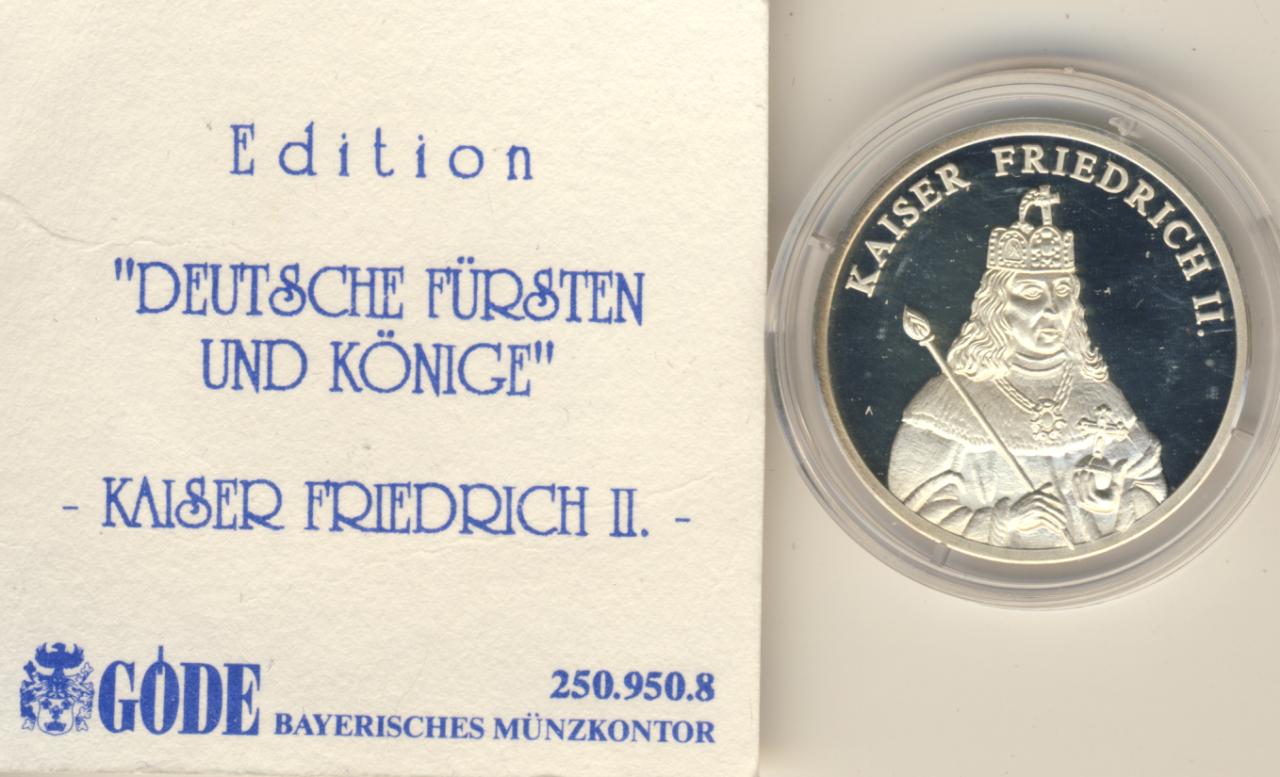 Edition
"DEUTSCHE FÜRSTEN
UND KÖNIGE"
- KAISER FRIEDRICH II. -
GÖDE
250.950.8
BAYERISCHES MÜNZKONTOR
KAISER FRIEDRICH II.